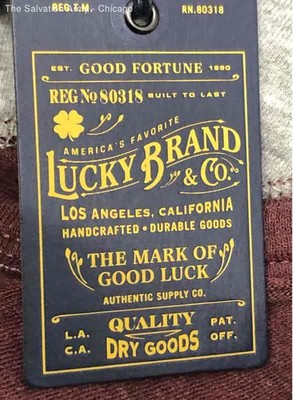 The Salvation Army, Chicago
REG T.M.
RN.80318
EST. GOOD FORTUNE 1990
REG No 80318 BUILT TO LAST
AMERICA'S FAVORITE
LUCKY BRAND
& CO.
LOS ANGELES, CALIFORNIA
HANDCRAFTED • DURABLE GOODS
THE MARK OF
GOOD LUCK
AUTHENTIC SUPPLY CO.
L.A. QUALITY PAT.
C.A. DRY GOODS OFF.